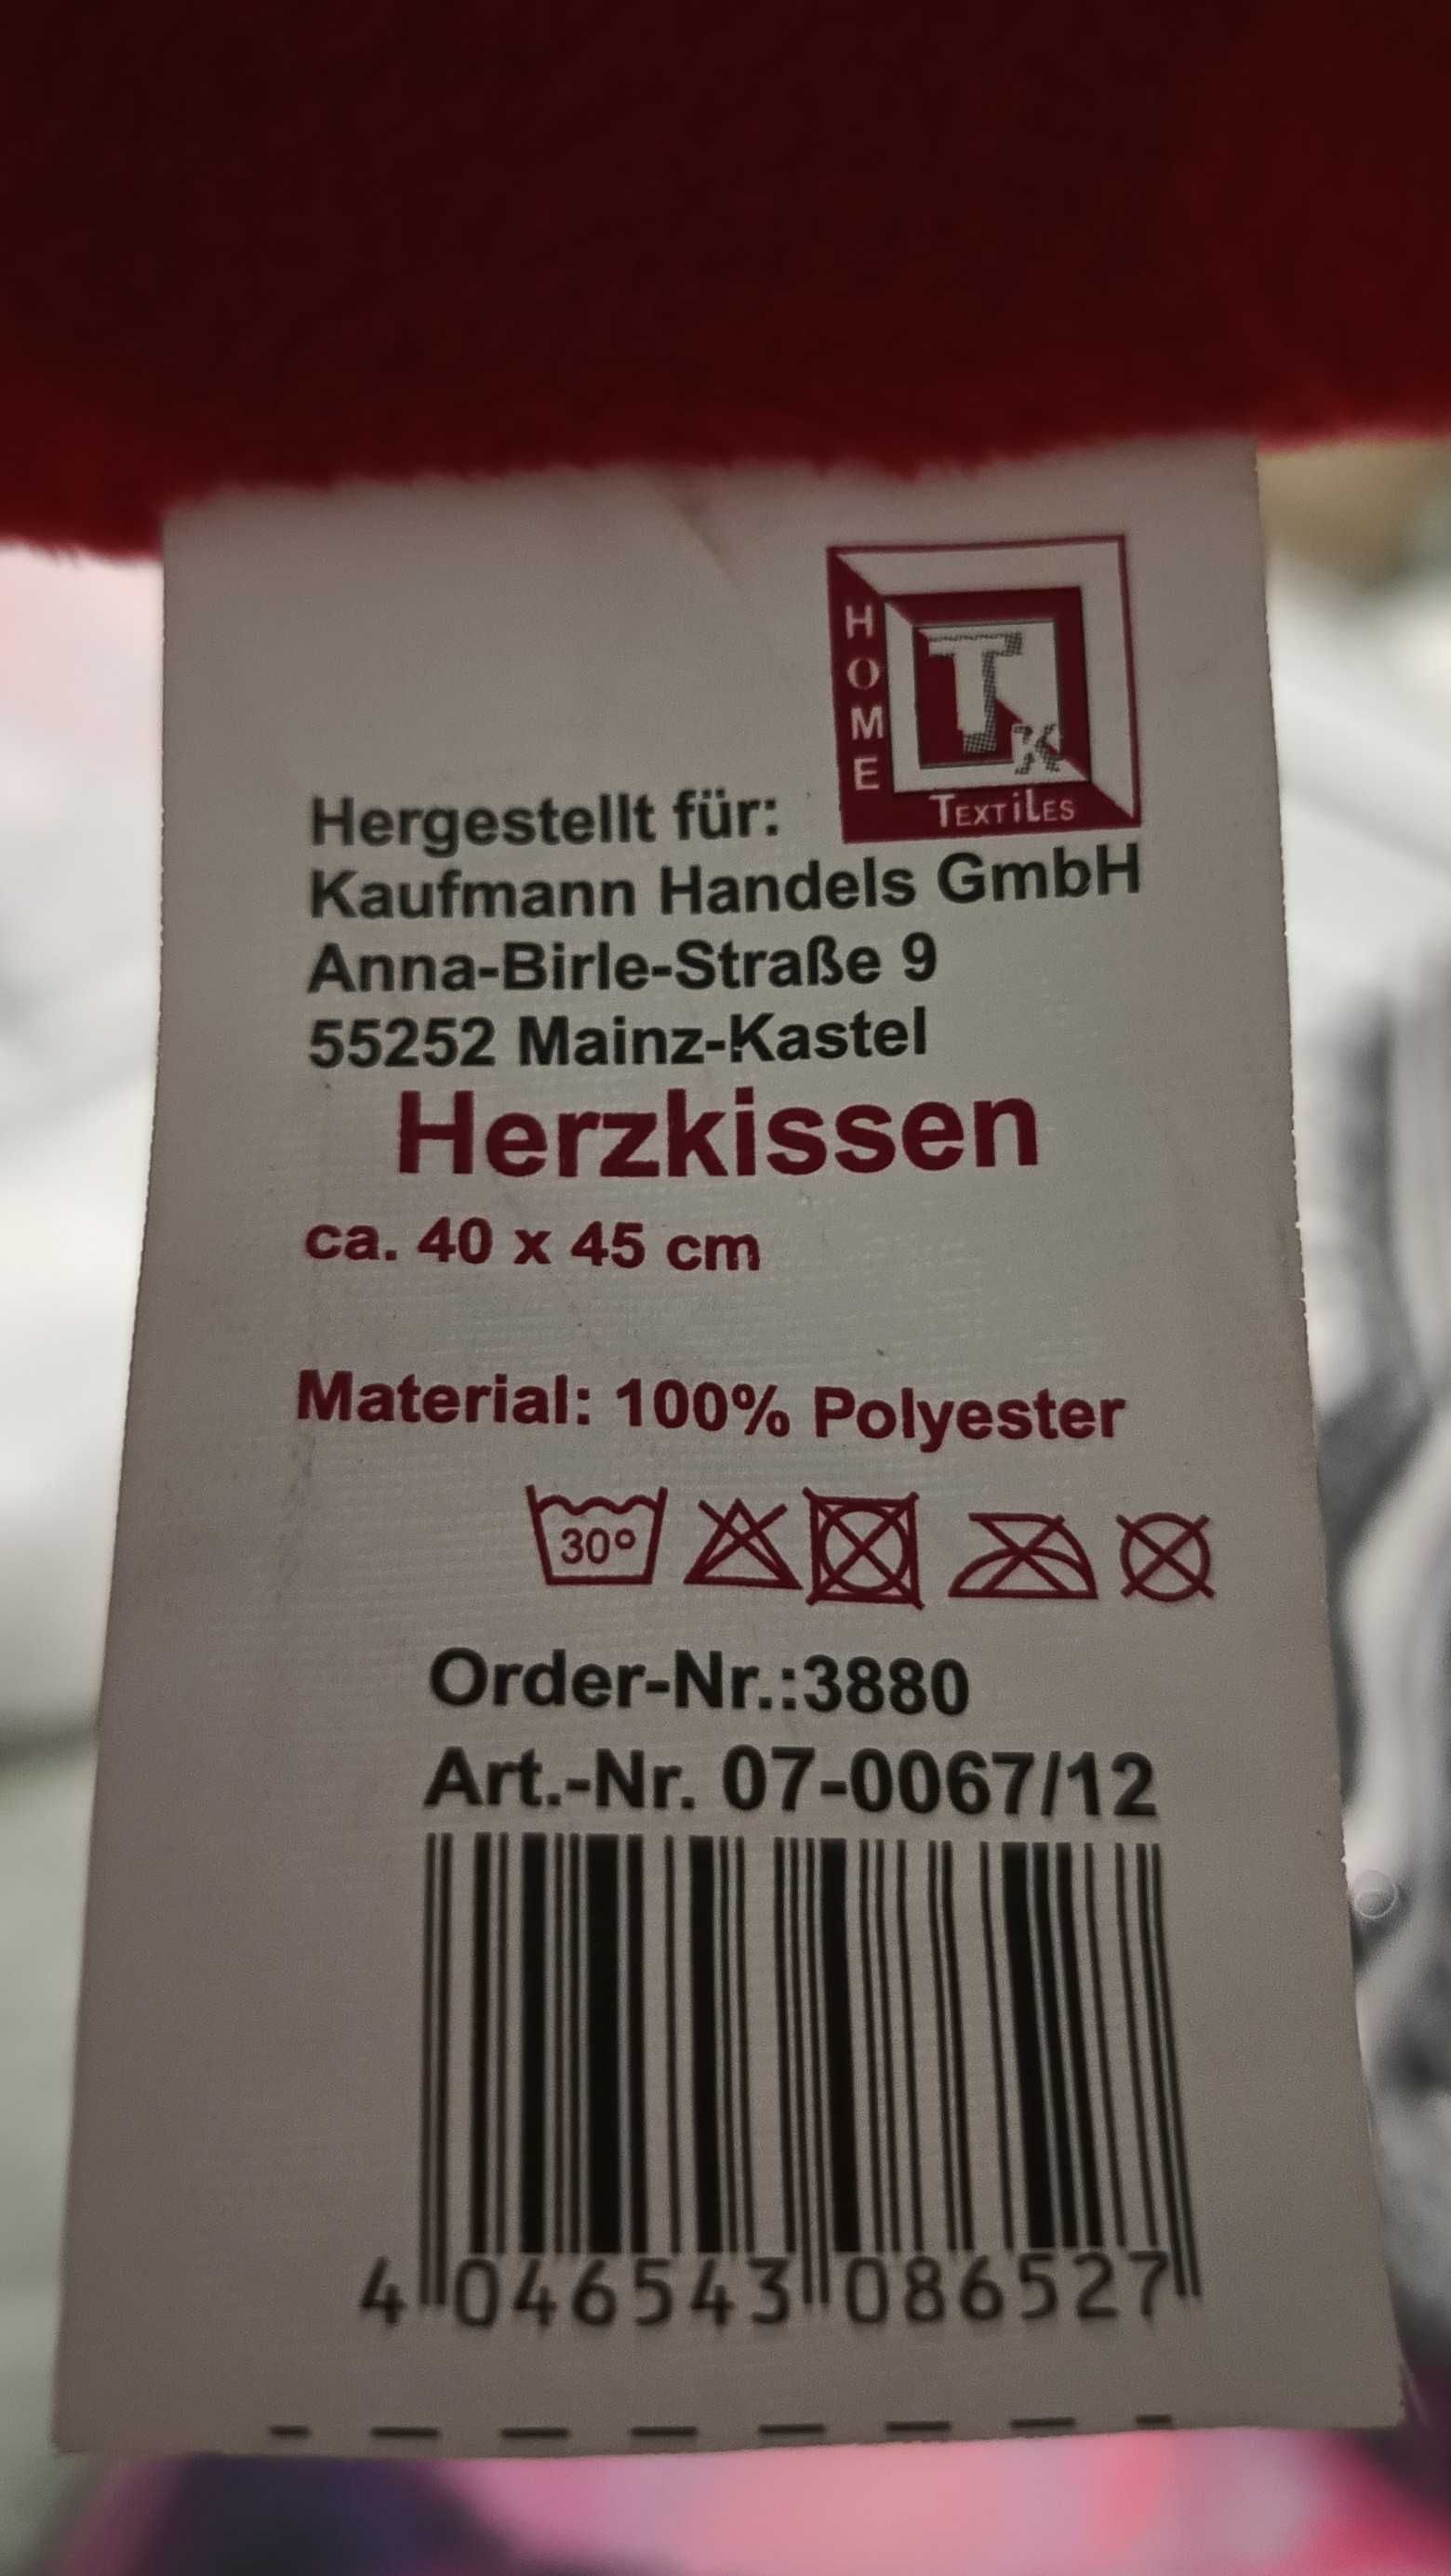 HOME
TK
TEXTiLES
Hergestellt für:
Kaufmann Handels GmbH
Anna-Birle-Straße 9
55252 Mainz-Kastel
Herzkissen
ca. 40 x 45 cm
Material: 100% Polyester
30°
Order-Nr.:3880
Art.-Nr. 07-0067/12
4 046543 086527